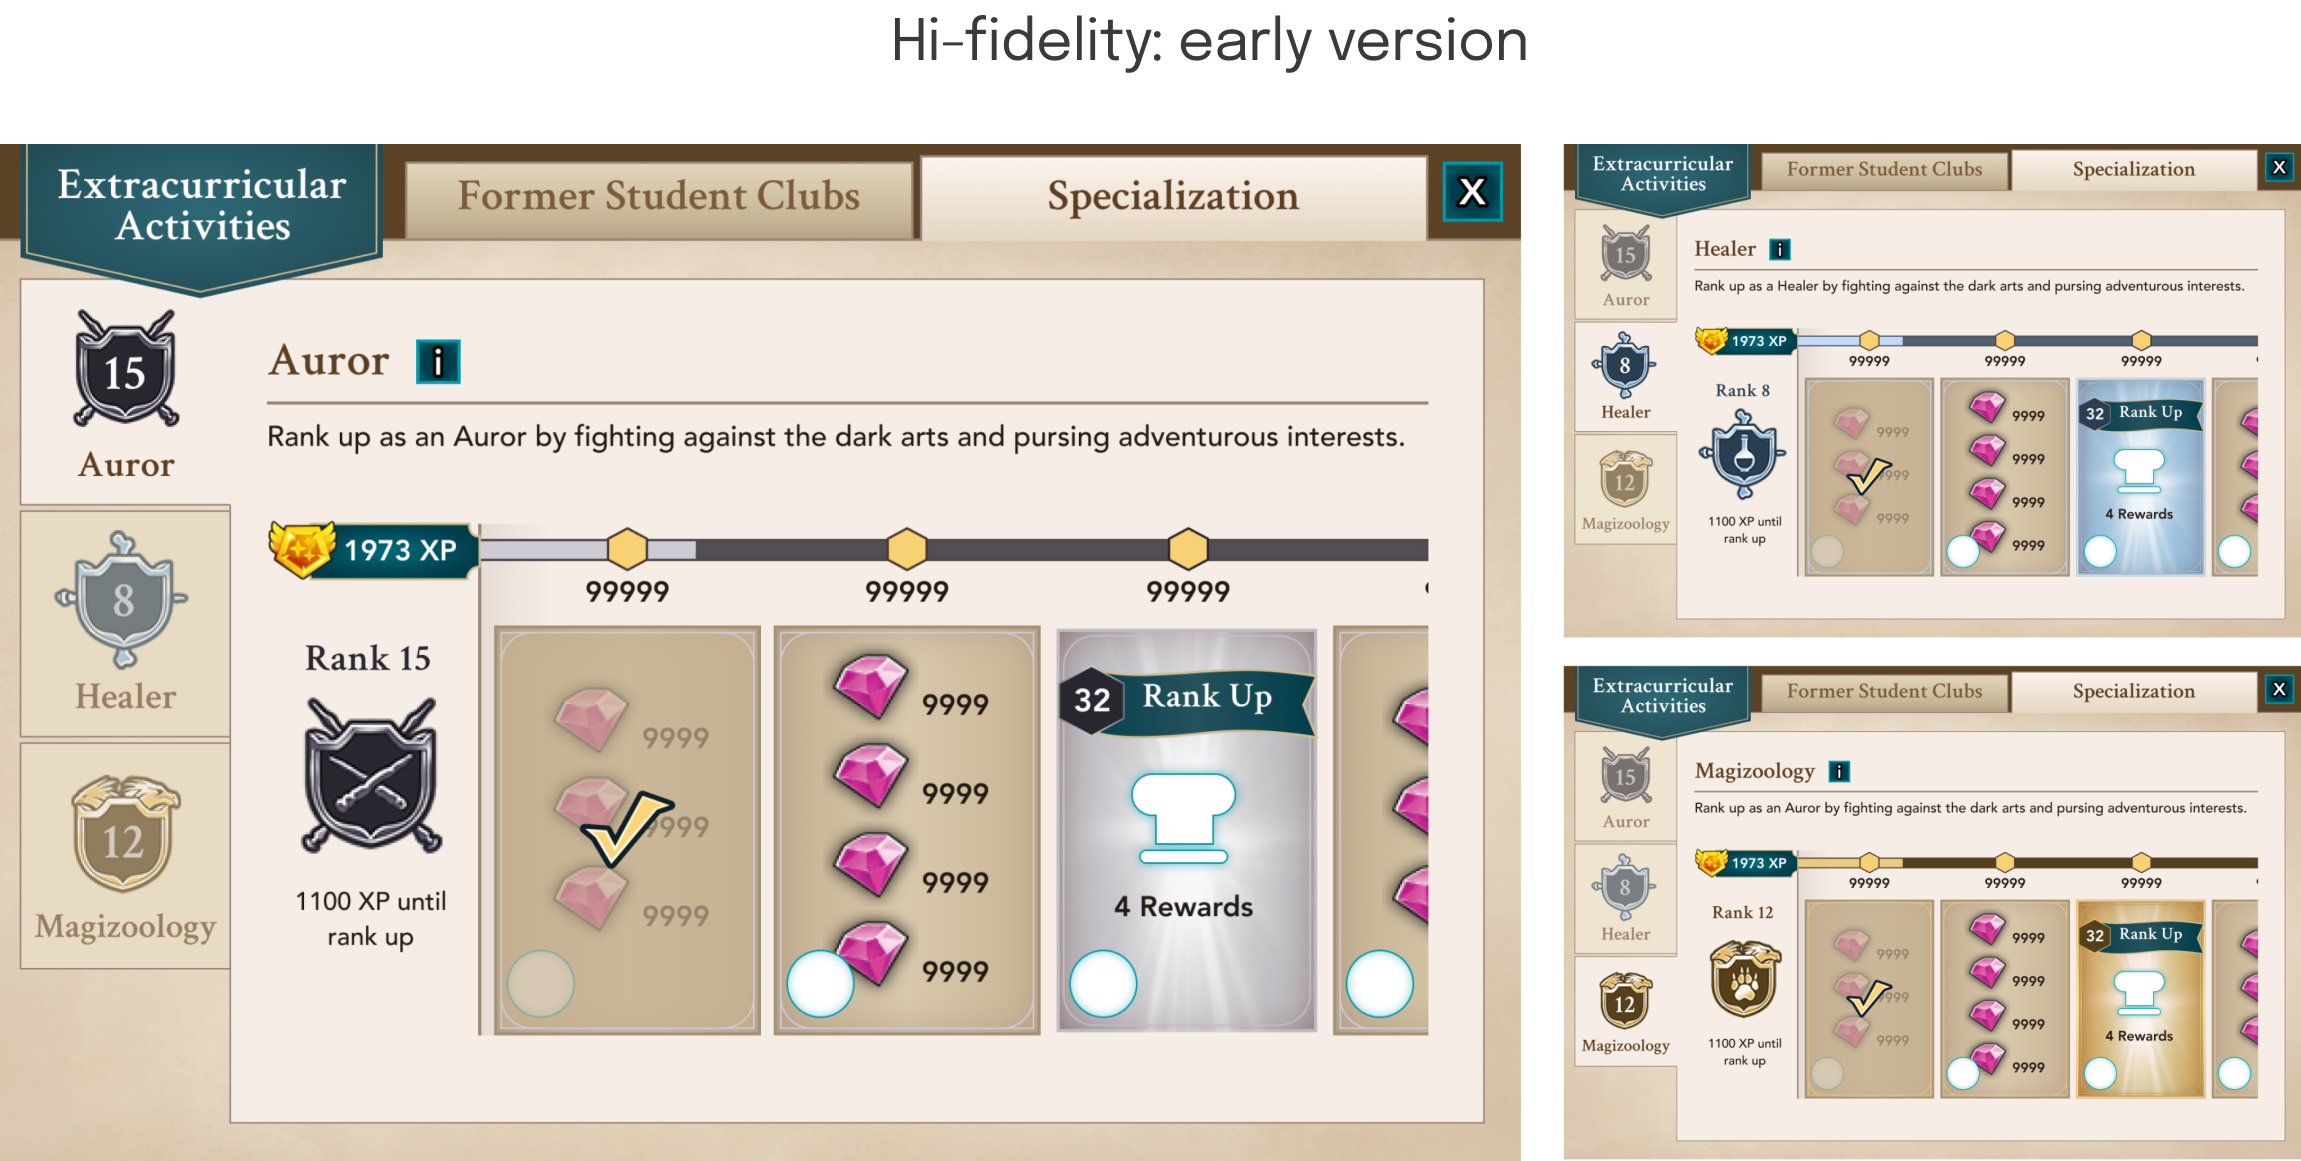 Hi-fidelity: early version
Extracurricular
Activities
Former Student Clubs
Specialization
X
15
Auror
8
Healer
12
Magizoology
Auror i
Rank up as an Auror by fighting against the dark arts and pursing adventurous interests.
1973 XP
99999
99999
99999
Rank 15
1100 XP until
rank up
9999
9999
9999
9999
9999
9999
9999
32 Rank Up
4 Rewards
Extracurricular
Activities
Former Student Clubs
Specialization
X
15
Auror
8
Healer
12
Magizoology
Healer i
Rank up as a Healer by fighting against the dark arts and pursing adventurous interests.
1973 XP
99999
99999
99999
Rank 8
1100 XP until
rank up
9999
9999
9999
9999
9999
9999
9999
32 Rank Up
4 Rewards
Extracurricular
Activities
Former Student Clubs
Specialization
X
15
Auror
8
Healer
12
Magizoology
Magizoology i
Rank up as an Auror by fighting against the dark arts and pursing adventurous interests.
1973 XP
99999
99999
99999
Rank 12
1100 XP until
rank up
9999
9999
9999
9999
9999
9999
9999
32 Rank Up
4 Rewards